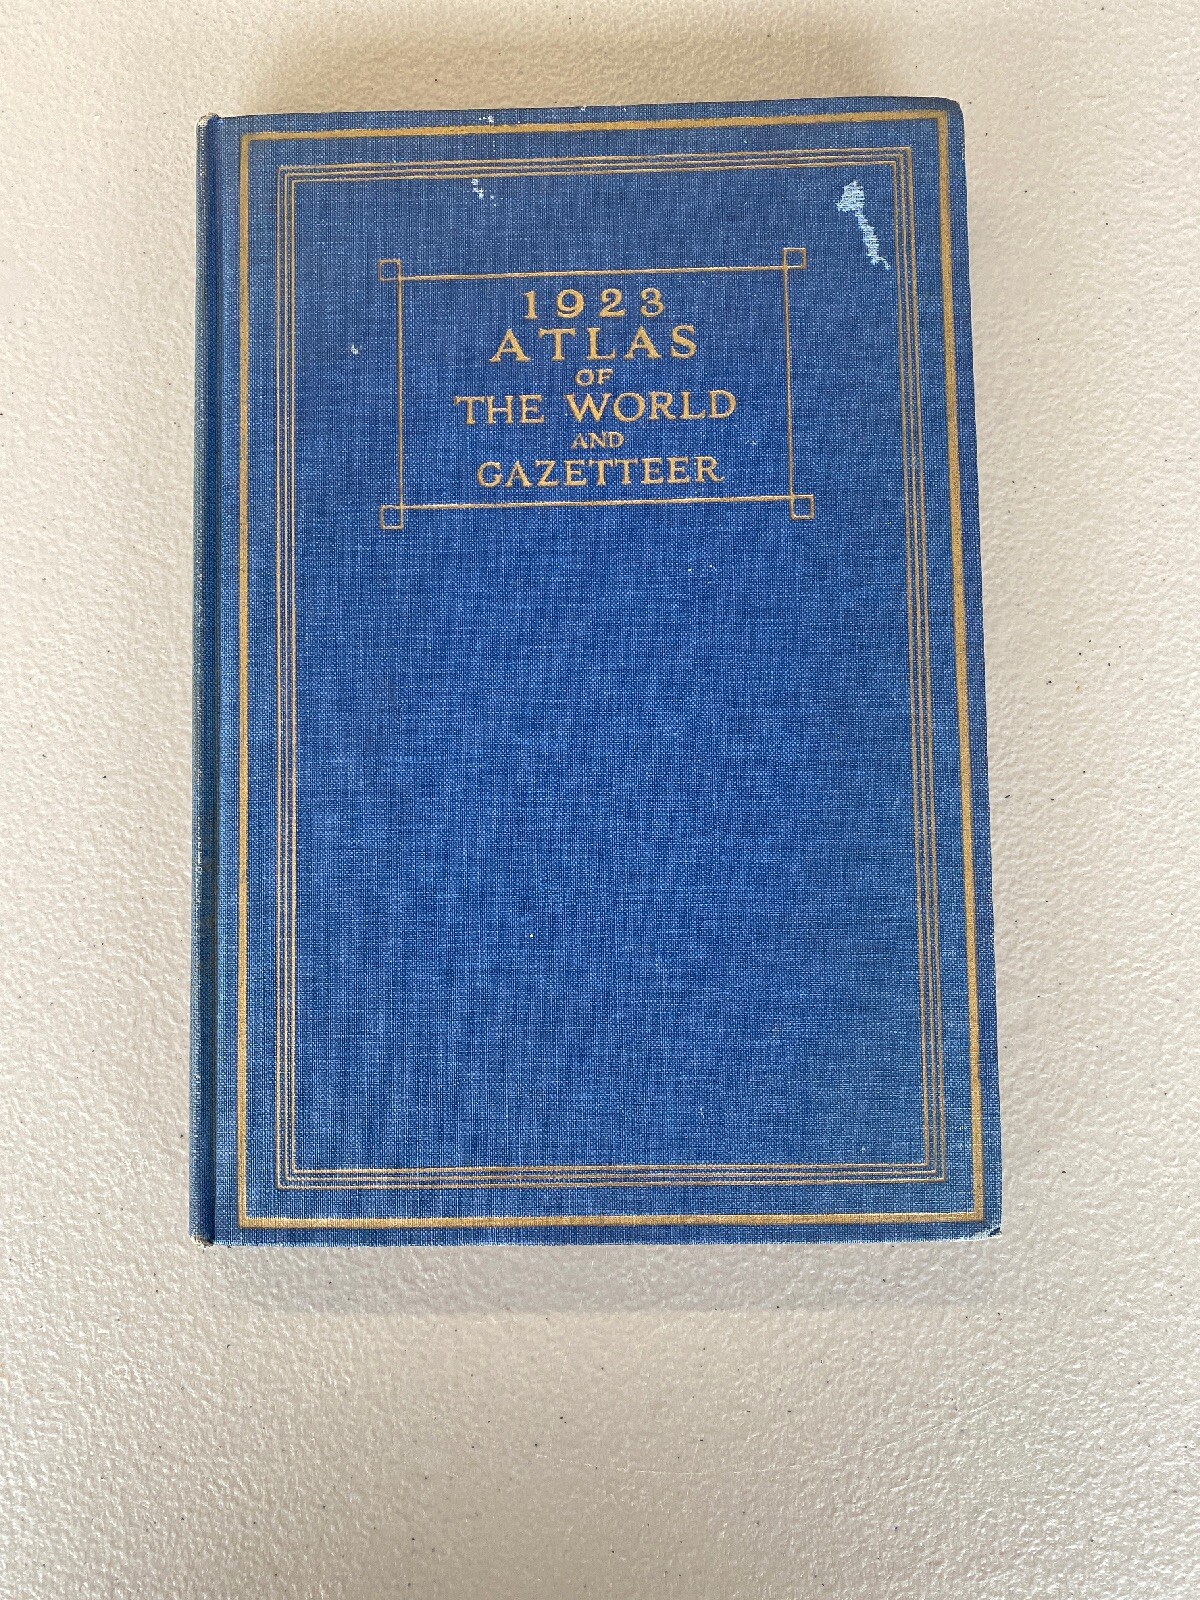 1923
ATLAS
OF
THE WORLD
AND
GAZETTEER